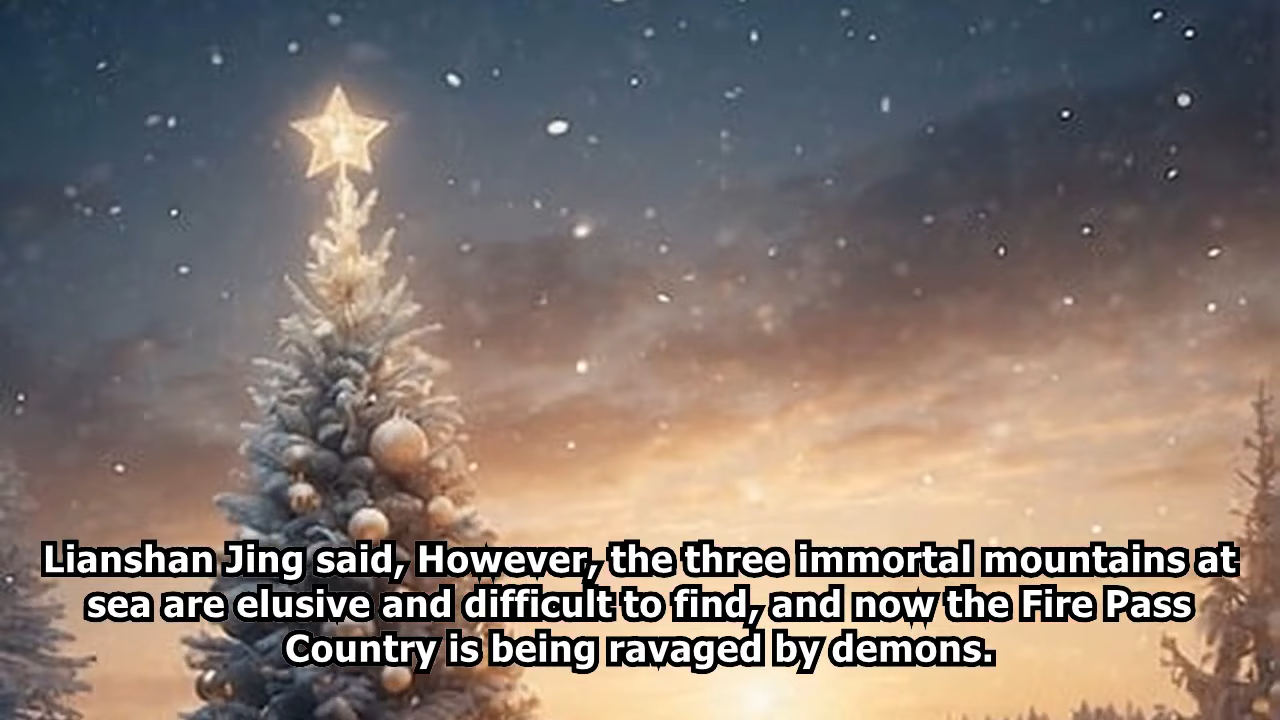 Lianshan Jing said, However, the three immortal mountains at
sea are elusive and difficult to find, and now the Fire Pass
Country is being ravaged by demons.